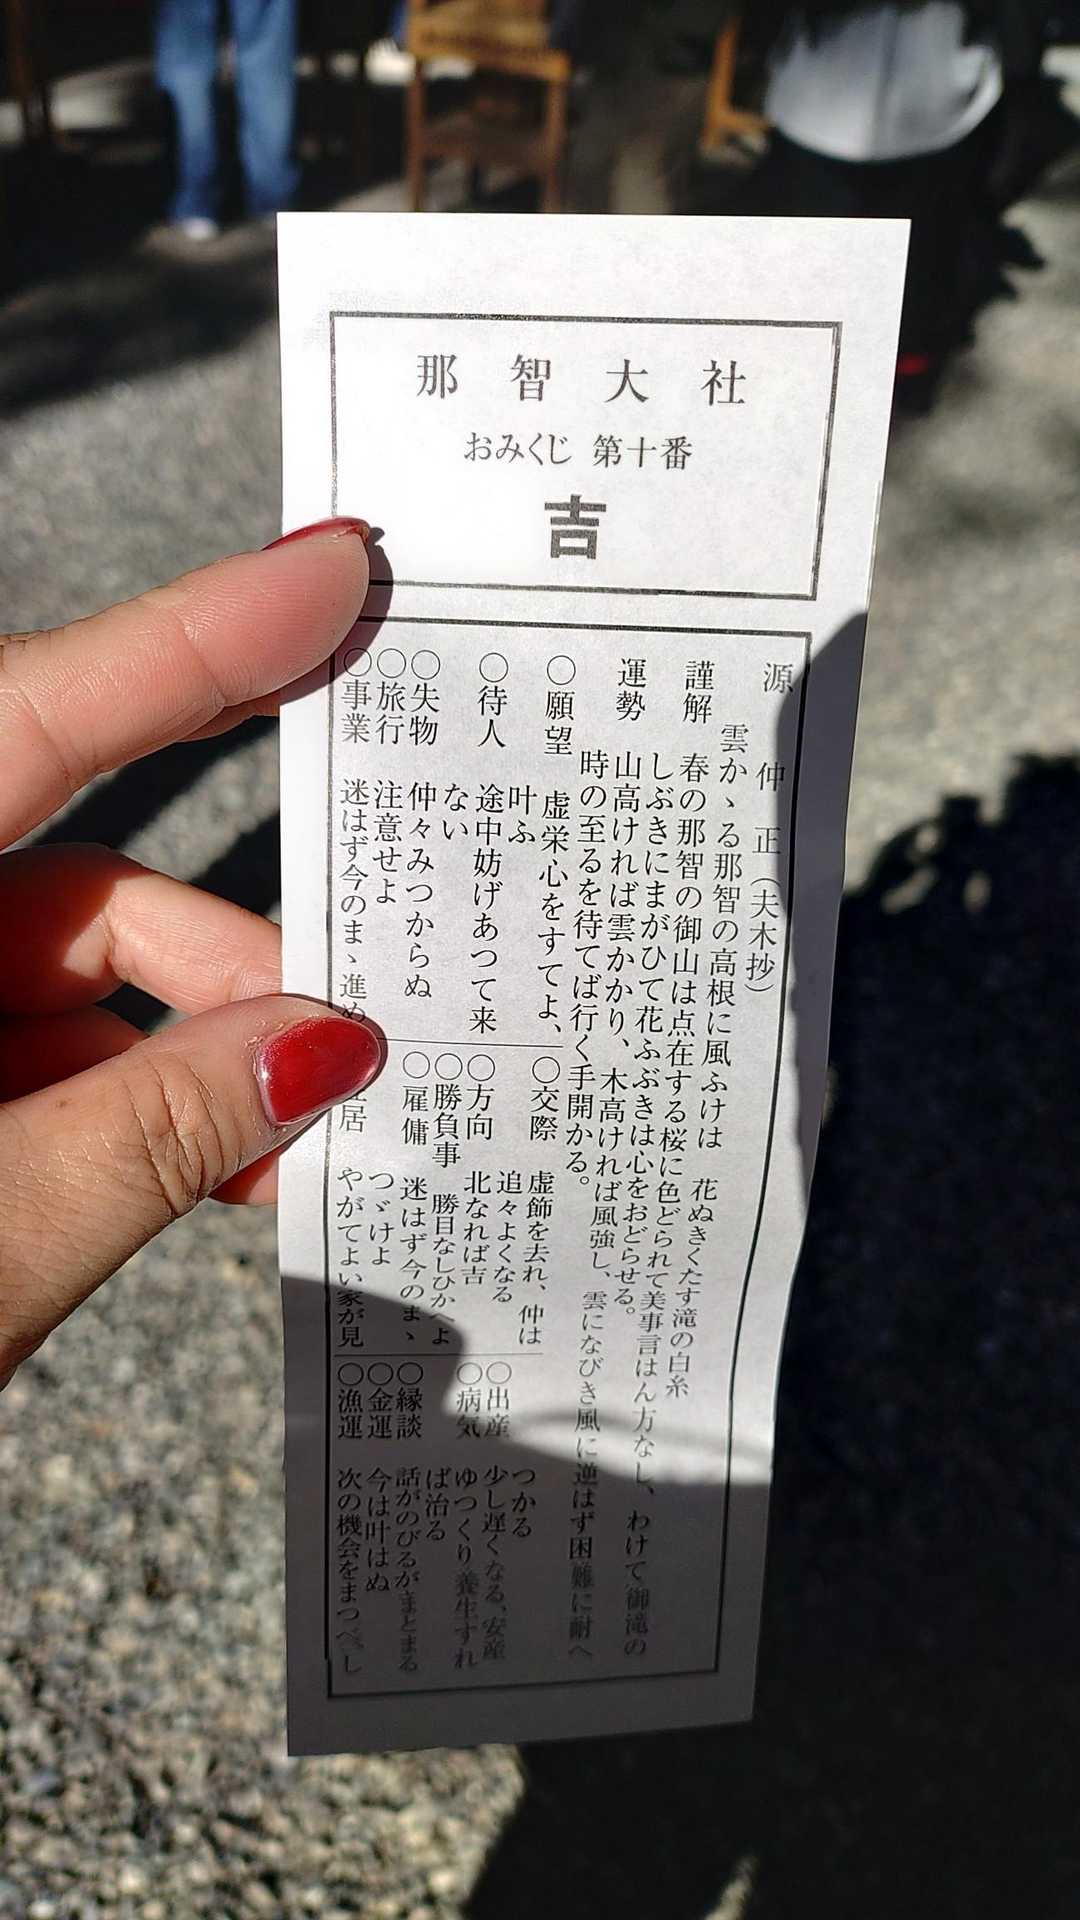 那智大社
おみくじ 第十番
吉
源 仲 正（夫木抄）
雲かゝる那智の高根に風ふけは 花ぬきくたす滝の白糸
謹解 春の那智の御山は点在する桜に色どられて美事言はん方なし、わけて御滝の
しぶきにまがひて花ふぶきは心をおどらせる。
運勢 山高ければ雲かかり、木高ければ風強し、雲になびき風に逆はず困難に耐へ
時の至るを待てば行く手開かる。
〇願望 虚栄心をすてよ、
叶ふ
〇待人 途中妨げあつて来
ない
〇失物 仲々みつからぬ
〇旅行 注意せよ
〇事業 迷はず今のまゝ進め
〇交際 虚飾を去れ、仲は
追々よくなる
〇方向 北なれば吉
〇勝負事 勝目なしひかへよ
〇雇傭 迷はず今のまゝ
つゞけよ
居 やがてよい家が見
つかる
〇出産 少し遅くなる、安産
〇病気 ゆつくり養生すれ
ば治る
〇縁談 話がのびるがまとまる
〇金運 今は叶はぬ
〇漁運 次の機会をまつべし